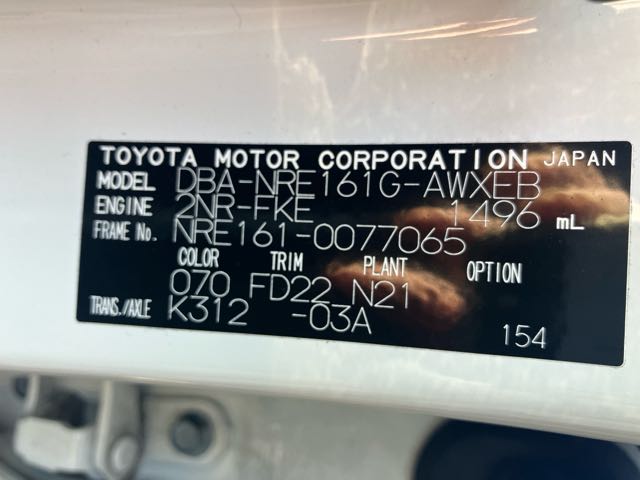 TOYOTA MOTOR CORPORATION JAPAN
MODEL DBA-NRE161G-AWXEB
ENGINE 2NR-FKE 1496 mL
FRAME No. NRE161-0077065
COLOR TRIM PLANT OPTION
070 FD22 N21
TRANS./AXLE K312 -03A
154